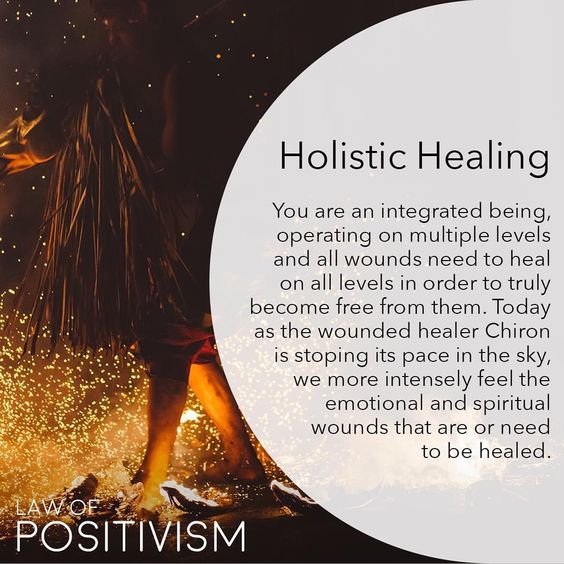 Holistic Healing
You are an integrated being,
operating on multiple levels
and all wounds need to heal
on all levels in order to truly
become free from them. Today
as the wounded healer Chiron
is stoping its pace in the sky,
we more intensely feel the
emotional and spiritual
wounds that are or need
to be healed.
LAW OF
POSITIVISM